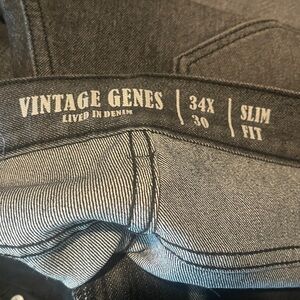 VINTAGE GENES
LIVED IN DENIM
34X
30
SLIM
FIT